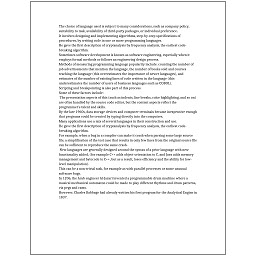 The choice of language used is subject to many considerations, such as company policy,
suitability to task, availability of third-party packages, or individual preference.
It involves designing and implementing algorithms, step-by-step specifications of
procedures, by writing code in one or more programming languages.
He gave the first description of cryptanalysis by frequency analysis, the earliest code-
breaking algorithm.
Sometimes software development is known as software engineering, especially when it
employs formal methods or follows an engineering design process.
Methods of measuring programming language popularity include: counting the number of
job advertisements that mention the language, the number of books sold and courses
teaching the language (this overestimates the importance of newer languages), and
estimates of the number of existing lines of code written in the language (this
underestimates the number of users of business languages such as COBOL).
Scripting and breakpointing is also part of this process.
Some of these factors include:
The presentation aspects of this (such as indents, line breaks, color highlighting, and so on)
are often handled by the source code editor, but the content aspects reflect the
programmer's talent and skills.
By the late 1960s, data storage devices and computer terminals became inexpensive enough
that programs could be created by typing directly into the computers.
Many applications use a mix of several languages in their construction and use.
He gave the first description of cryptanalysis by frequency analysis, the earliest code-
breaking algorithm.
For example, when a bug in a compiler can make it crash when parsing some large source
file, a simplification of the test case that results in only few lines from the original source file
can be sufficient to reproduce the same crash.
New languages are generally designed around the syntax of a prior language with new
functionality added, (for example C++ adds object-orientation to C, and Java adds memory
management and bytecode to C++, but as a result, loses efficiency and the ability for low-
level manipulation).
This can be a non-trivial task, for example as with parallel processes or some unusual
software bugs.
In 1206, the Arab engineer Al-Jazari invented a programmable drum machine where a
musical mechanical automaton could be made to play different rhythms and drum patterns,
via pegs and cams.
However, Charles Babbage had already written his first program for the Analytical Engine in
1837.